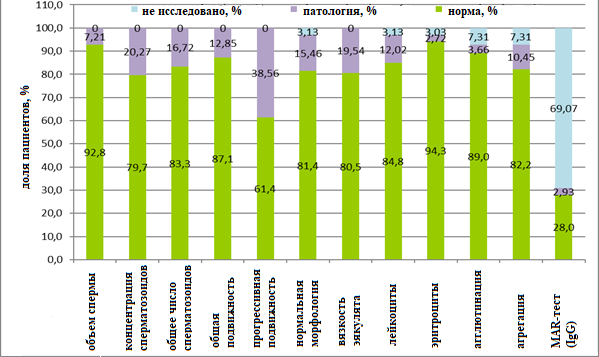 110,0
не исследовано, %
патология, %
норма, %
100,0
90,0
80,0
70,0
60,0
50,0
40,0
30,0
20,0
10,0
0,0
доля пациентов, %
0 0 0 0 0 3,13 0 3,13 3,03 7,31 7,31
7,21 20,27 16,72 12,85 38,56 15,46 19,54 12,02 2,72 3,66 10,45 69,07 2,93
92,8 79,7 83,3 87,1 61,4 81,4 80,5 84,8 94,3 89,0 82,2 28,0
объем спермы
концентрация
сперматозоидов
общее число
сперматозоидов
общая
подвижность
прогрессивная
подвижность
нормальная
морфология
вязкость
эякулята
лейкоциты
эритроциты
агглютинация
агрегация
MAR-тест
(IgG)